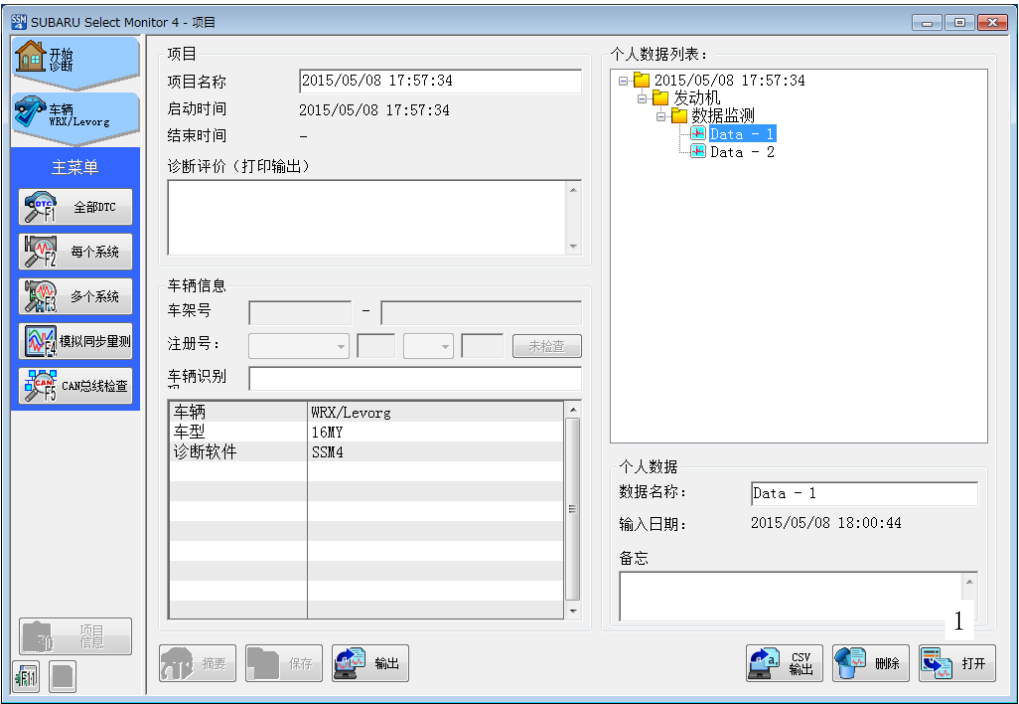 SUBARU Select Monitor 4 - 项目
开始
诊断
车辆
WRX/Levorg
主菜单
DTC
F1
全部DTC
F2
每个系统
F3
多个系统
F4
模拟同步量测
CAN
F5
CAN总线检查
项目
信息
F11
项目
项目名称
2015/05/08 17:57:34
启动时间
2015/05/08 17:57:34
结束时间
-
诊断评价（打印输出）
车辆信息
车架号
-
注册号：
未检查
车辆识别
车辆
WRX/Levorg
车型
16MY
诊断软件
SSM4
摘要
保存
输出
个人数据列表：
2015/05/08 17:57:34
发动机
数据监测
Data - 1
Data - 2
个人数据
数据名称：
Data - 1
输入日期：
2015/05/08 18:00:44
备忘
1
CSV
输出
删除
打开